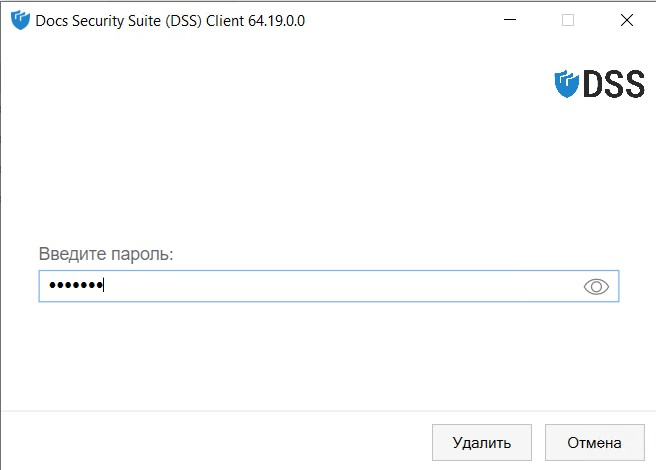 Docs Security Suite (DSS) Client 64.19.0.0
DSS
Введите пароль:
•••••••
Удалить
Отмена